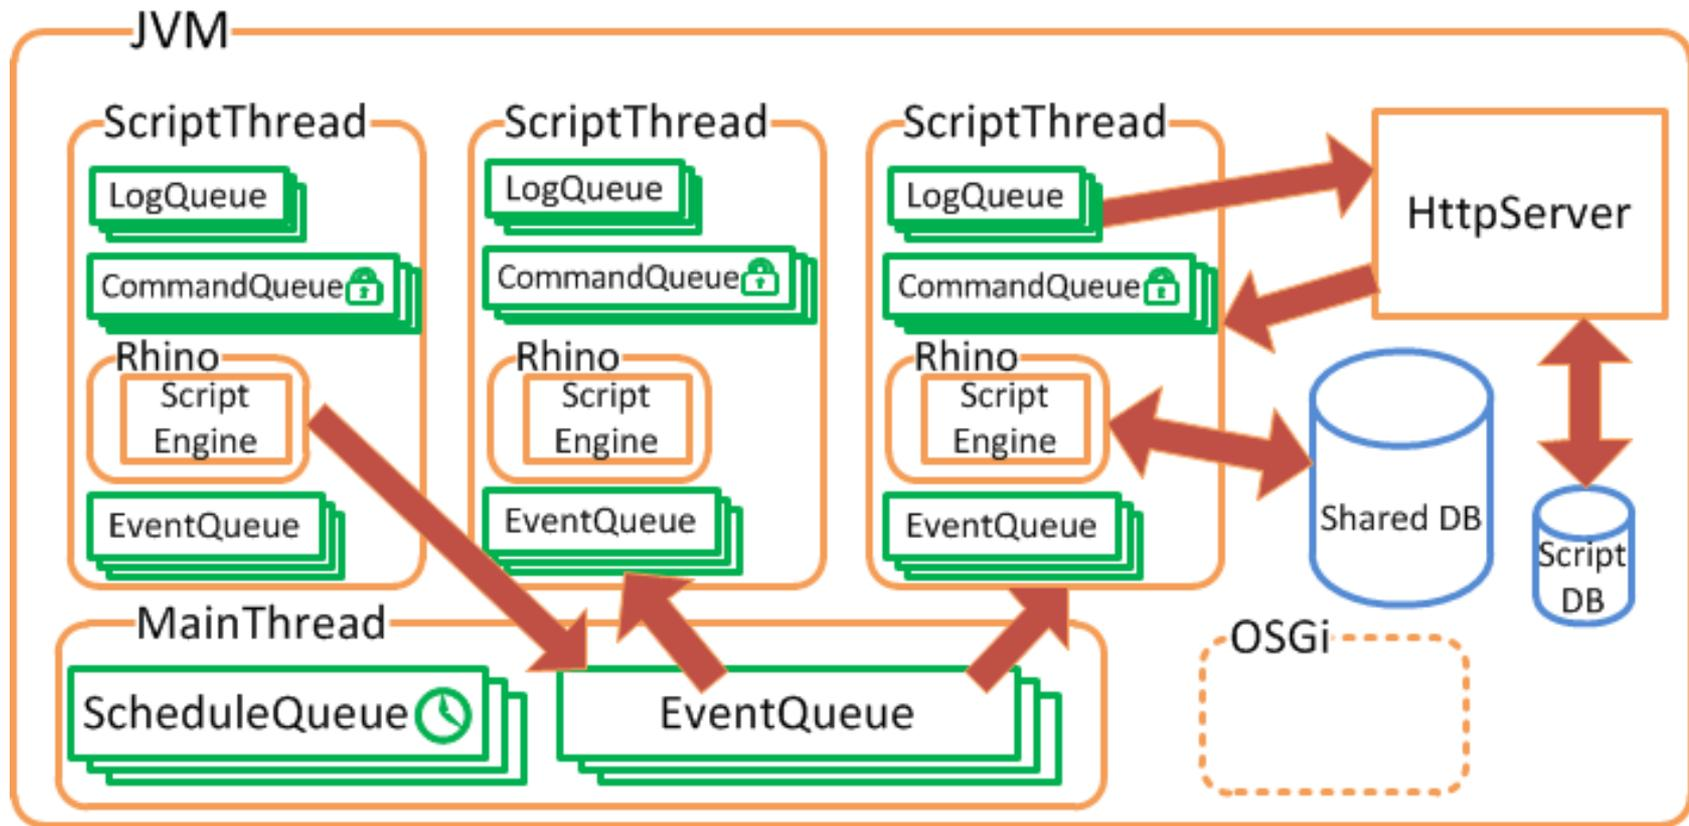 JVM
ScriptThread
LogQueue
CommandQueue
Rhino
Script
Engine
EventQueue
ScriptThread
LogQueue
CommandQueue
Rhino
Script
Engine
EventQueue
ScriptThread
LogQueue
CommandQueue
Rhino
Script
Engine
EventQueue
HttpServer
Shared DB
Script
DB
MainThread
ScheduleQueue
EventQueue
OSGi